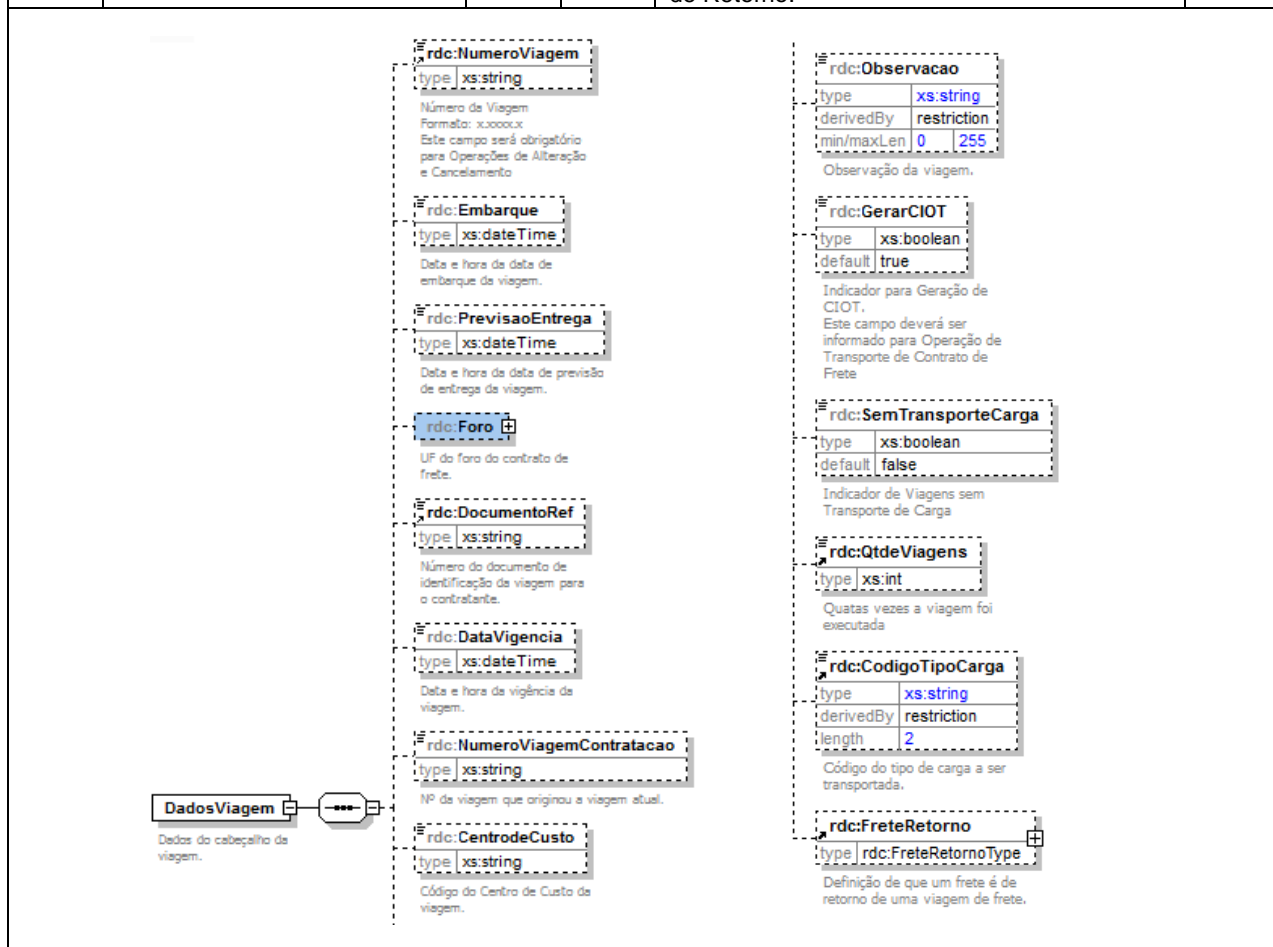 de Retorno.
rdc:NumeroViagem
type xs:string
Número da Viagem
Formato: x.xxxx.x
Este campo será obrigatório
para Operações de Alteração
e Cancelamento
rdc:Embarque
type xs:dateTime
Data e hora da data de
embarque da viagem.
rdc:PrevisaoEntrega
type xs:dateTime
Data e hora da data de previsão
de entrega da viagem.
rdc:Foro
UF do foro do contrato de
frete.
rdc:DocumentoRef
type xs:string
Número do documento de
identificação da viagem para
o contratante.
rdc:DataVigencia
type xs:dateTime
Data e hora da vigência da
viagem.
rdc:NumeroViagemContratacao
type xs:string
Nº da viagem que originou a viagem atual.
DadosViagem
Dados do cabeçalho da
viagem.
rdc:CentrodeCusto
type xs:string
Código do Centro de Custo da
viagem.
rdc:Observacao
type xs:string
derivedBy restriction
min/maxLen 0 255
Observação da viagem.
rdc:GerarCIOT
type xs:boolean
default true
Indicador para Geração de
CIOT.
Este campo deverá ser
informado para Operação de
Transporte de Contrato de
Frete
rdc:SemTransporteCarga
type xs:boolean
default false
Indicador de Viagens sem
Transporte de Carga
rdc:QtdeViagens
type xs:int
Quatas vezes a viagem foi
executada
rdc:CodigoTipoCarga
type xs:string
derivedBy restriction
length 2
Código do tipo de carga a ser
transportada.
rdc:FreteRetorno
type rdc:FreteRetornoType
Definição de que um frete é de
retorno de uma viagem de frete.